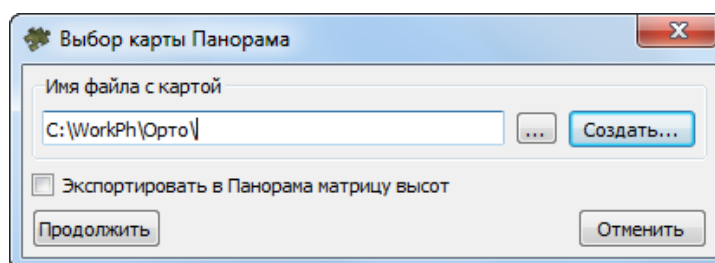 Выбор карты Панорама
Имя файла с картой
C:\WorkPh\Орто\
... Создать...
Экспортировать в Панорама матрицу высот
Продолжить Отменить